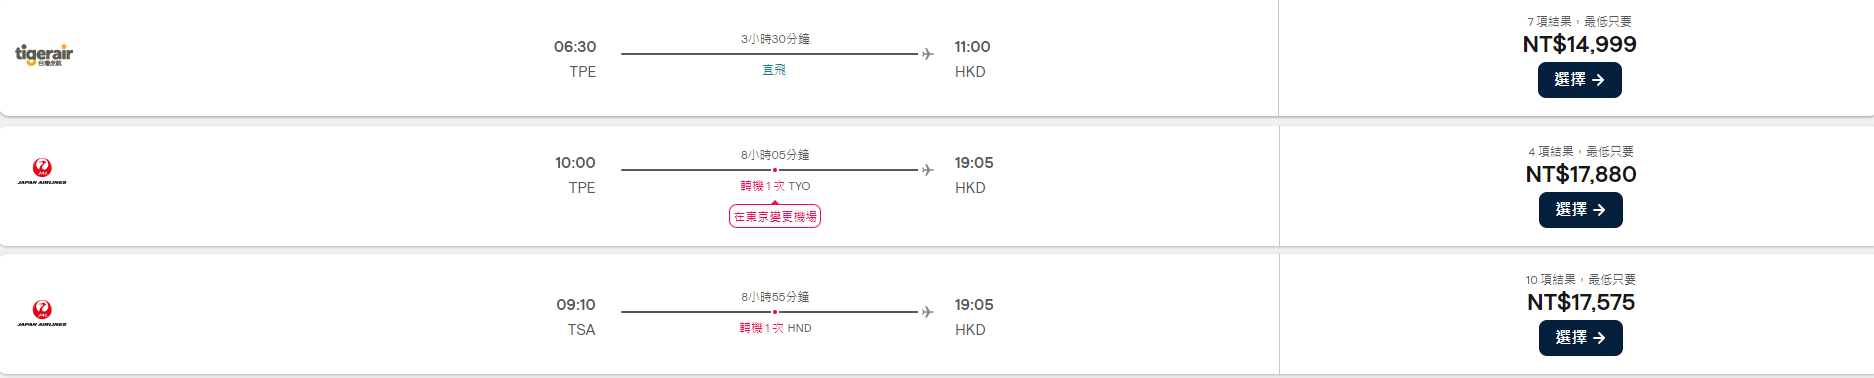 tigerair
台灣虎航
06:30
TPE
3小時30分鐘
直飛
11:00
HKD
7 項結果，最低只要
NT$14,999
選擇 →
JAL
JAPAN AIRLINES
10:00
TPE
8小時05分鐘
轉機 1 次 TYO
在東京變更機場
19:05
HKD
4 項結果，最低只要
NT$17,880
選擇 →
JAL
JAPAN AIRLINES
09:10
TSA
8小時55分鐘
轉機 1 次 HND
19:05
HKD
10 項結果，最低只要
NT$17,575
選擇 →